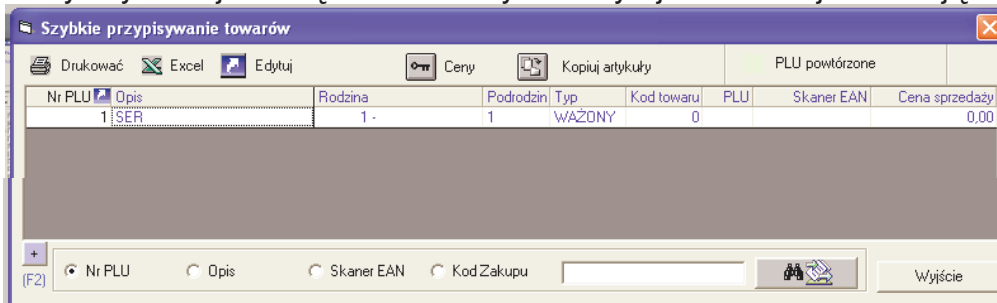 Szybkie przypisywanie towarów
Drukować Excel Edytuj Ceny Kopiuj artykuły PLU powtórzone
Nr PLU Opis Rodzina Podrodzin Typ Kod towaru PLU Skaner EAN Cena sprzedaży
1 SER 1 - 1 WAŻONY 0 0,00
+
(F2) Nr PLU Opis Skaner EAN Kod Zakupu Wyjście